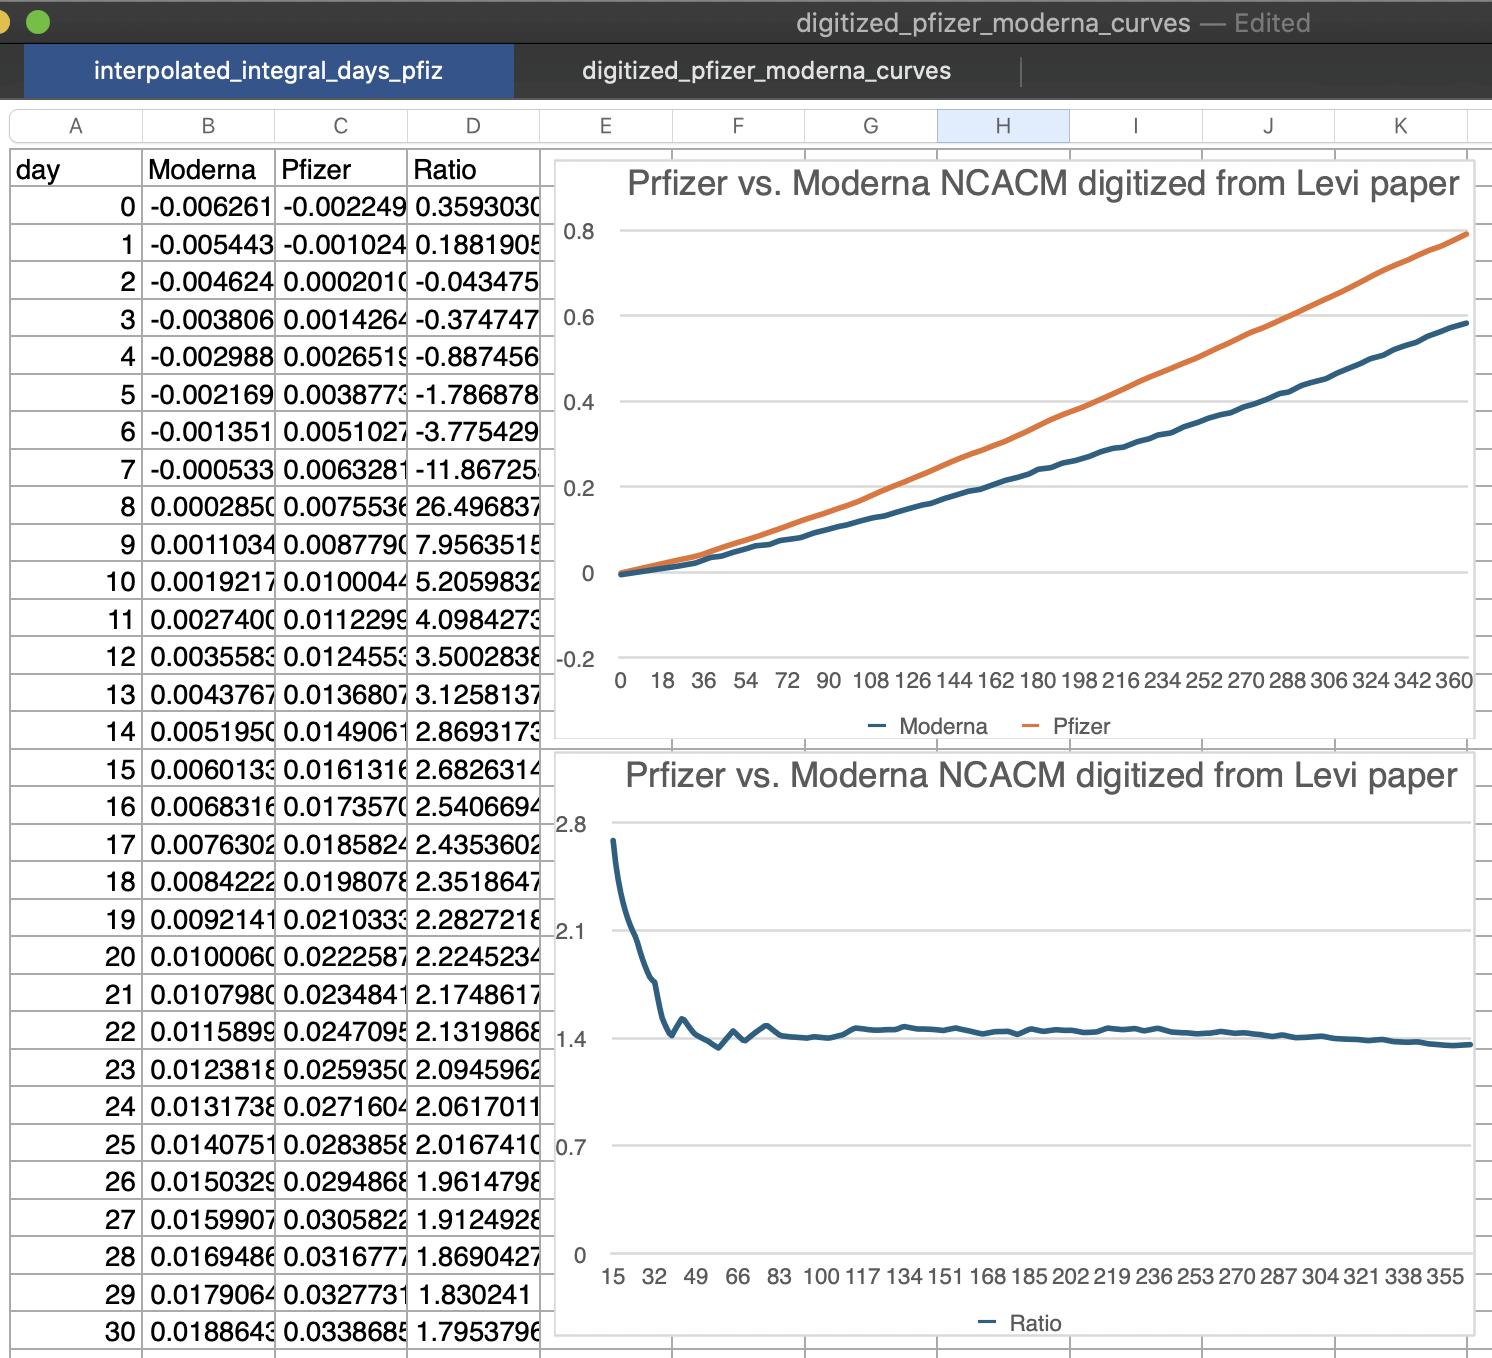 digitized_pfizer_moderna_curves — Edited
interpolated_integral_days_pfiz digitized_pfizer_moderna_curves
A B C D E F G H I J K
day Moderna Pfizer Ratio
0 -0.006261 -0.002249 0.3593030
1 -0.005443 -0.001024 0.1881905
2 -0.004624 0.0002010 -0.043475
3 -0.003806 0.0014264 -0.374747
4 -0.002988 0.0026519 -0.887456
5 -0.002169 0.0038773 -1.786878
6 -0.001351 0.0051027 -3.775429
7 -0.000533 0.0063281 -11.86725
8 0.0002850 0.0075536 26.496837
9 0.0011034 0.0087790 7.9563515
10 0.0019217 0.0100044 5.2059832
11 0.0027400 0.0112299 4.0984273
12 0.0035583 0.0124553 3.5002838
13 0.0043767 0.0136807 3.1258137
14 0.0051950 0.0149061 2.8693173
15 0.0060133 0.0161316 2.6826314
16 0.0068316 0.0173570 2.5406694
17 0.0076302 0.0185824 2.4353602
18 0.0084222 0.0198078 2.3518647
19 0.0092141 0.0210333 2.2827218
20 0.0100060 0.0222587 2.2245234
21 0.0107980 0.0234841 2.1748617
22 0.0115899 0.0247095 2.1319868
23 0.0123818 0.0259350 2.0945962
24 0.0131738 0.0271604 2.0617011
25 0.0140751 0.0283858 2.0167410
26 0.0150329 0.0294868 1.9614798
27 0.0159907 0.0305822 1.9124928
28 0.0169486 0.0316777 1.8690427
29 0.0179064 0.0327731 1.830241
30 0.0188643 0.0338685 1.7953796
Prfizer vs. Moderna NCACM digitized from Levi paper
0.8
0.6
0.4
0.2
0
-0.2
0 18 36 54 72 90 108 126 144 162 180 198 216 234 252 270 288 306 324 342 360
Moderna Pfizer
Prfizer vs. Moderna NCACM digitized from Levi paper
2.8
2.1
1.4
0.7
0
15 32 49 66 83 100 117 134 151 168 185 202 219 236 253 270 287 304 321 338 355
Ratio